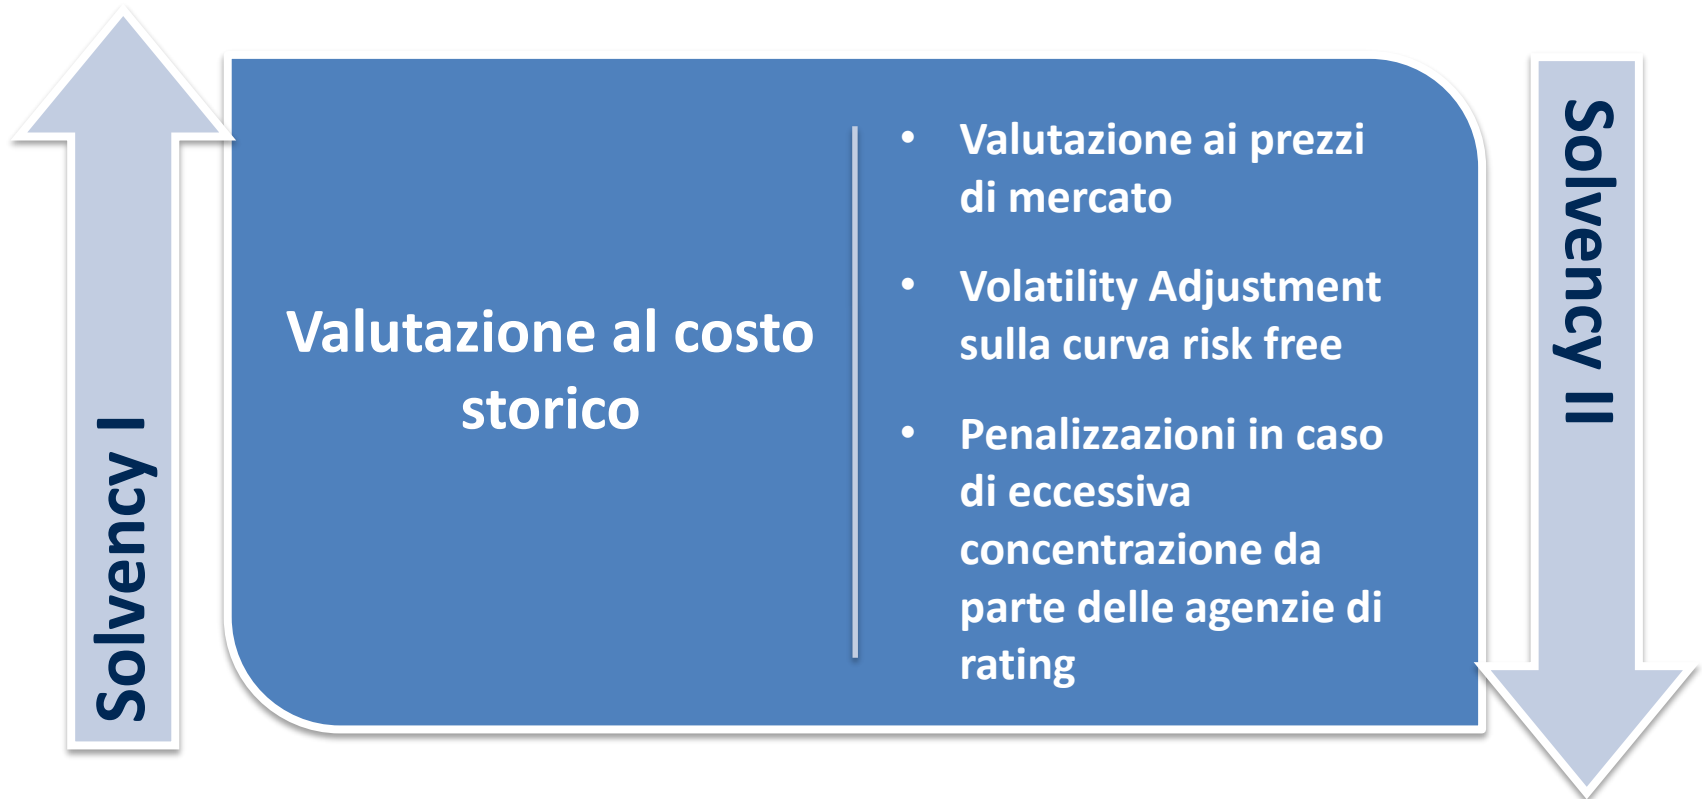 Solvency I
Valutazione al costo
storico
• Valutazione ai prezzi
di mercato
• Volatility Adjustment
sulla curva risk free
• Penalizzazioni in caso
di eccessiva
concentrazione da
parte delle agenzie di
rating
Solvency II